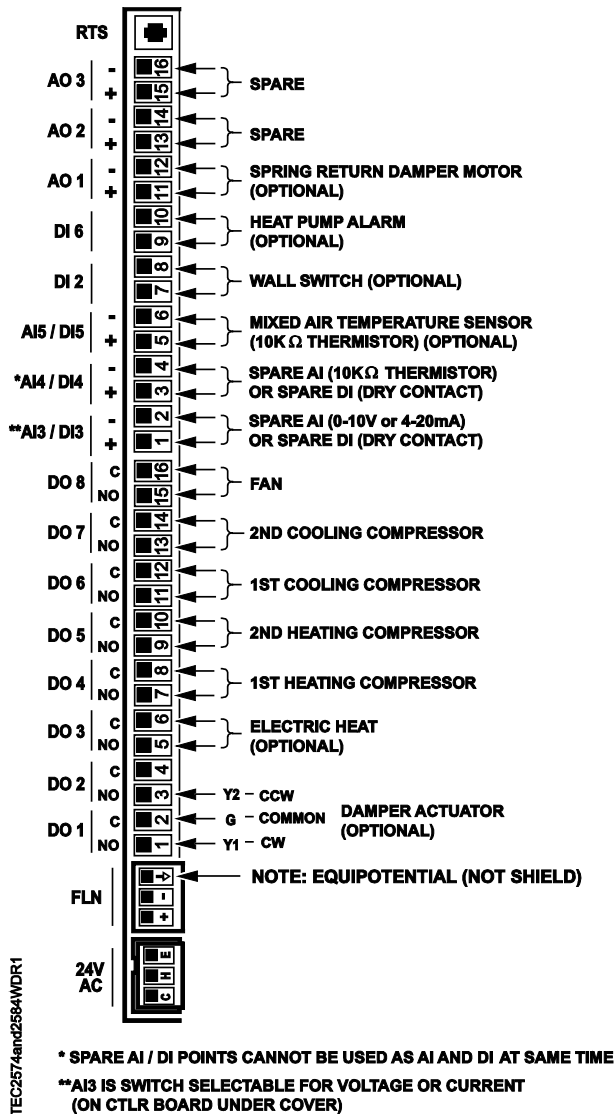 RTS
AO 3 - 16
+ 15 SPARE
AO 2 - 14
+ 13 SPARE
AO 1 - 12 SPRING RETURN DAMPER MOTOR
+ 11 (OPTIONAL)
DI 6 10 HEAT PUMP ALARM
9 (OPTIONAL)
DI 2 8
7 WALL SWITCH (OPTIONAL)
AI5 / DI5 - 6 MIXED AIR TEMPERATURE SENSOR
+ 5 (10K Ω THERMISTOR) (OPTIONAL)
*AI4 / DI4 - 4 SPARE AI (10KΩ THERMISTOR)
+ 3 OR SPARE DI (DRY CONTACT)
**AI3 / DI3 - 2 SPARE AI (0-10V or 4-20mA)
+ 1 OR SPARE DI (DRY CONTACT)
DO 8 C 16
NO 15 FAN
DO 7 C 14
NO 13 2ND COOLING COMPRESSOR
DO 6 C 12
NO 11 1ST COOLING COMPRESSOR
DO 5 C 10
NO 9 2ND HEATING COMPRESSOR
DO 4 C 8
NO 7 1ST HEATING COMPRESSOR
DO 3 C 6 ELECTRIC HEAT
NO 5 (OPTIONAL)
DO 2 C 4
NO 3 Y2 - CCW
DO 1 C 2 G - COMMON DAMPER ACTUATOR
(OPTIONAL)
NO 1 Y1 - CW
NOTE: EQUIPOTENTIAL (NOT SHIELD)
FLN -
+
24V
AC
E
H
C
TEC2574and2584WDR1
* SPARE AI / DI POINTS CANNOT BE USED AS AI AND DI AT SAME TIME
**AI3 IS SWITCH SELECTABLE FOR VOLTAGE OR CURRENT
(ON CTLR BOARD UNDER COVER)